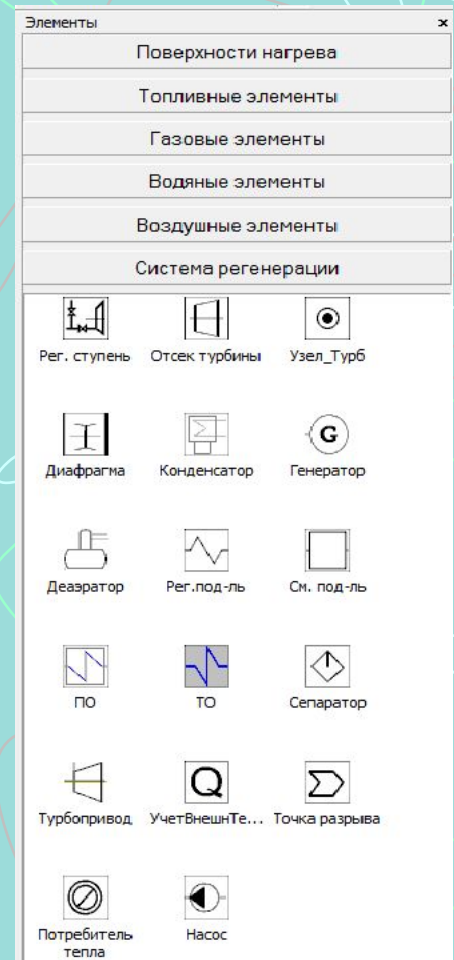 Элементы
Поверхности нагрева
Топливные элементы
Газовые элементы
Водяные элементы
Воздушные элементы
Система регенерации
Рег. ступень Отсек турбины Узел_Турб
G
Диафрагма Конденсатор Генератор
Деаэратор Рег.под-ль См. под-ль
ПО ТО Сепаратор
Q
Турбопривод УчетВнешнТе... Точка разрыва
Потребитель Насос
тепла